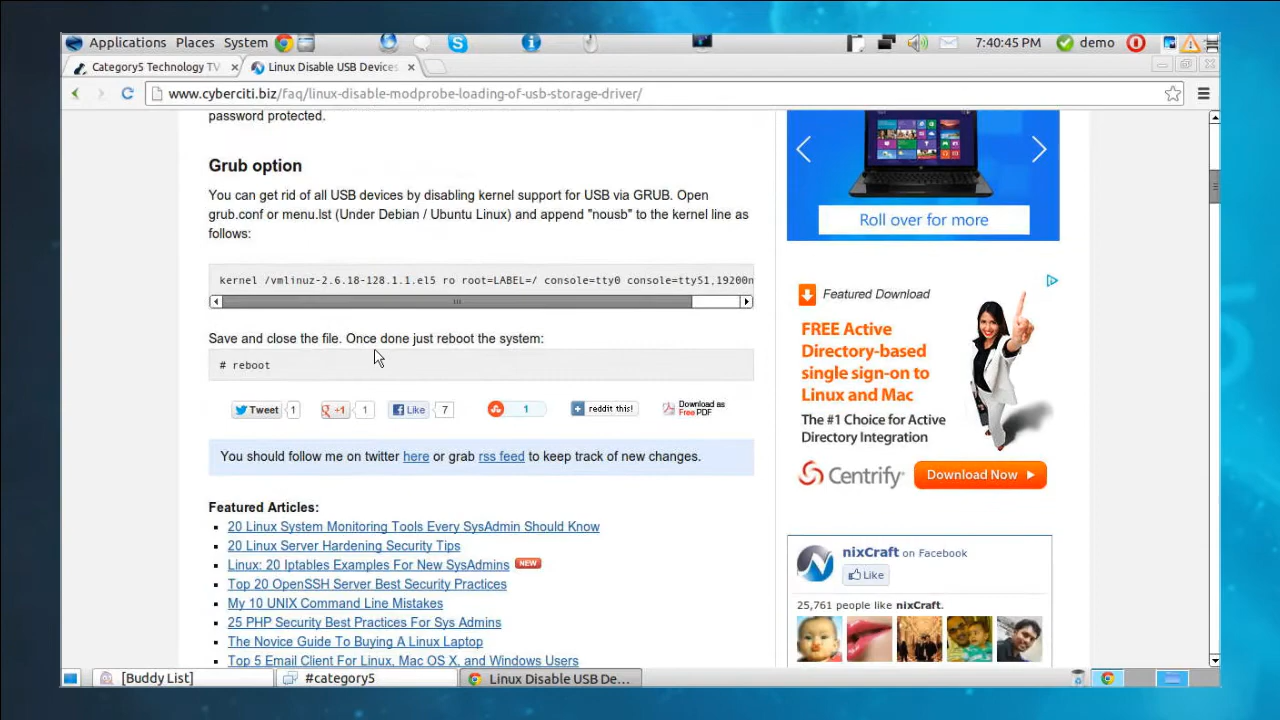 Applications Places System 7:40:45 PM demo
Category5 Technology TV × Linux Disable USB Devices ×
www.cyberciti.biz/faq/linux-disable-modprobe-loading-of-usb-storage-driver/
password protected.
Grub option
You can get rid of all USB devices by disabling kernel support for USB via GRUB. Open
grub.conf or menu.lst (Under Debian / Ubuntu Linux) and append "nousb" to the kernel line as
follows:
kernel /vmlinuz-2.6.18-128.1.1.el5 ro root=LABEL=/ console=tty0 console=ttyS1,19200n
Save and close the file. Once done just reboot the system:
# reboot
Tweet 1 +1 1 Like 7 1 reddit this! Download as
Free PDF
You should follow me on twitter here or grab rss feed to keep track of new changes.
Featured Articles:
20 Linux System Monitoring Tools Every SysAdmin Should Know
20 Linux Server Hardening Security Tips
Linux: 20 Iptables Examples For New SysAdmins NEW
Top 20 OpenSSH Server Best Security Practices
My 10 UNIX Command Line Mistakes
25 PHP Security Best Practices For Sys Admins
The Novice Guide To Buying A Linux Laptop
Top 5 Email Client For Linux, Mac OS X, and Windows Users
Roll over for more
Featured Download
FREE Active
Directory-based
single sign-on to
Linux and Mac
The #1 Choice for Active
Directory Integration
Centrify Download Now
nixCraft on Facebook
Like
25,761 people like nixCraft.
[Buddy List] #category5 Linux Disable USB De...